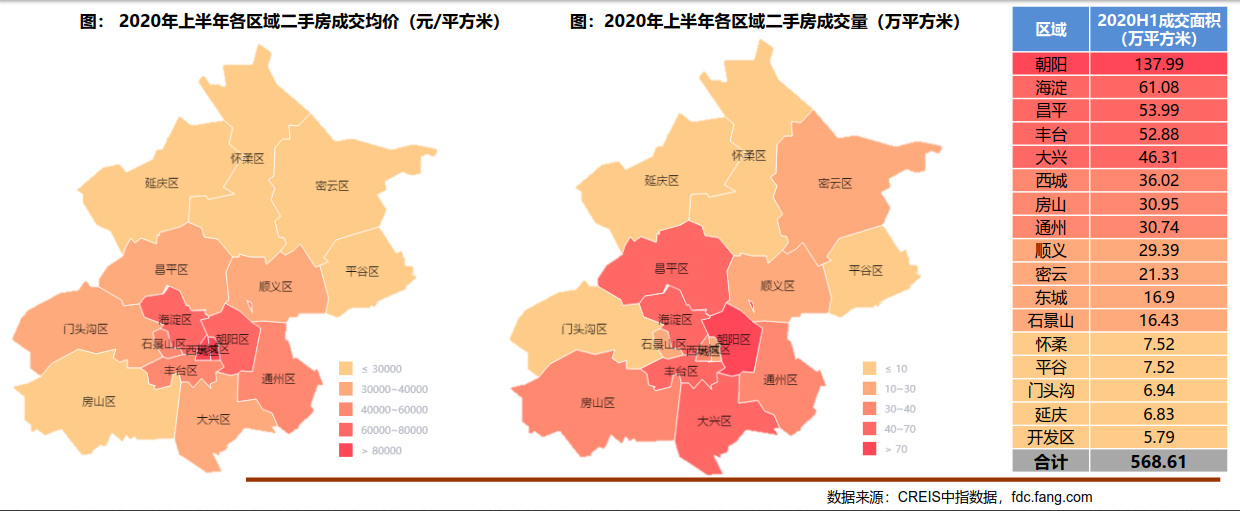 图： 2020年上半年各区域二手房成交均价（元/平方米）
怀柔区
延庆区
密云区
昌平区
平谷区
顺义区
门头沟区
海淀区
朝阳区
石景山区
丰台区
通州区
房山区
大兴区
≤ 30000
30000~40000
40000~60000
60000~80000
> 80000
图：2020年上半年各区域二手房成交量（万平方米）
怀柔区
延庆区
密云区
昌平区
平谷区
顺义区
门头沟区
海淀区
朝阳区
石景山区
丰台区
通州区
房山区
大兴区
≤ 10
10~30
30~40
40~70
> 70
区域 2020H1成交面积
（万平方米）
朝阳 137.99
海淀 61.08
昌平 53.99
丰台 52.88
大兴 46.31
西城 36.02
房山 30.95
通州 30.74
顺义 29.39
密云 21.33
东城 16.9
石景山 16.43
怀柔 7.52
平谷 7.52
门头沟 6.94
延庆 6.83
开发区 5.79
合计 568.61
数据来源：CREIS中指数据，fdc.fang.com